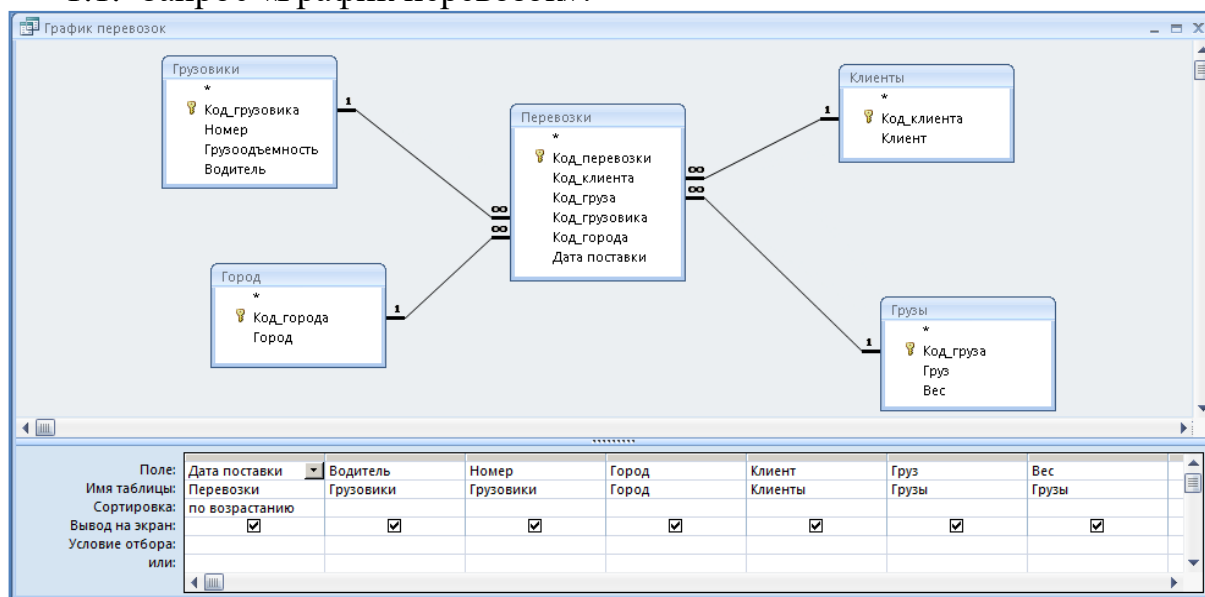 График перевозок
Грузовики
*
Код_грузовика
Номер
Грузоодъемность
Водитель
1
Перевозки
*
Код_перевозки
Код_клиента
Код_груза
Код_грузовика
Код_города
Дата поставки
∞
∞
∞
∞
Клиенты
*
Код_клиента
Клиент
1
Город
*
Код_города
Город
1
Грузы
*
Код_груза
Груз
Вес
1
Поле: Дата поставки Водитель Номер Город Клиент Груз Вес
Имя таблицы: Перевозки Грузовики Грузовики Город Клиенты Грузы Грузы
Сортировка: по возрастанию
Вывод на экран:
Условие отбора:
или: